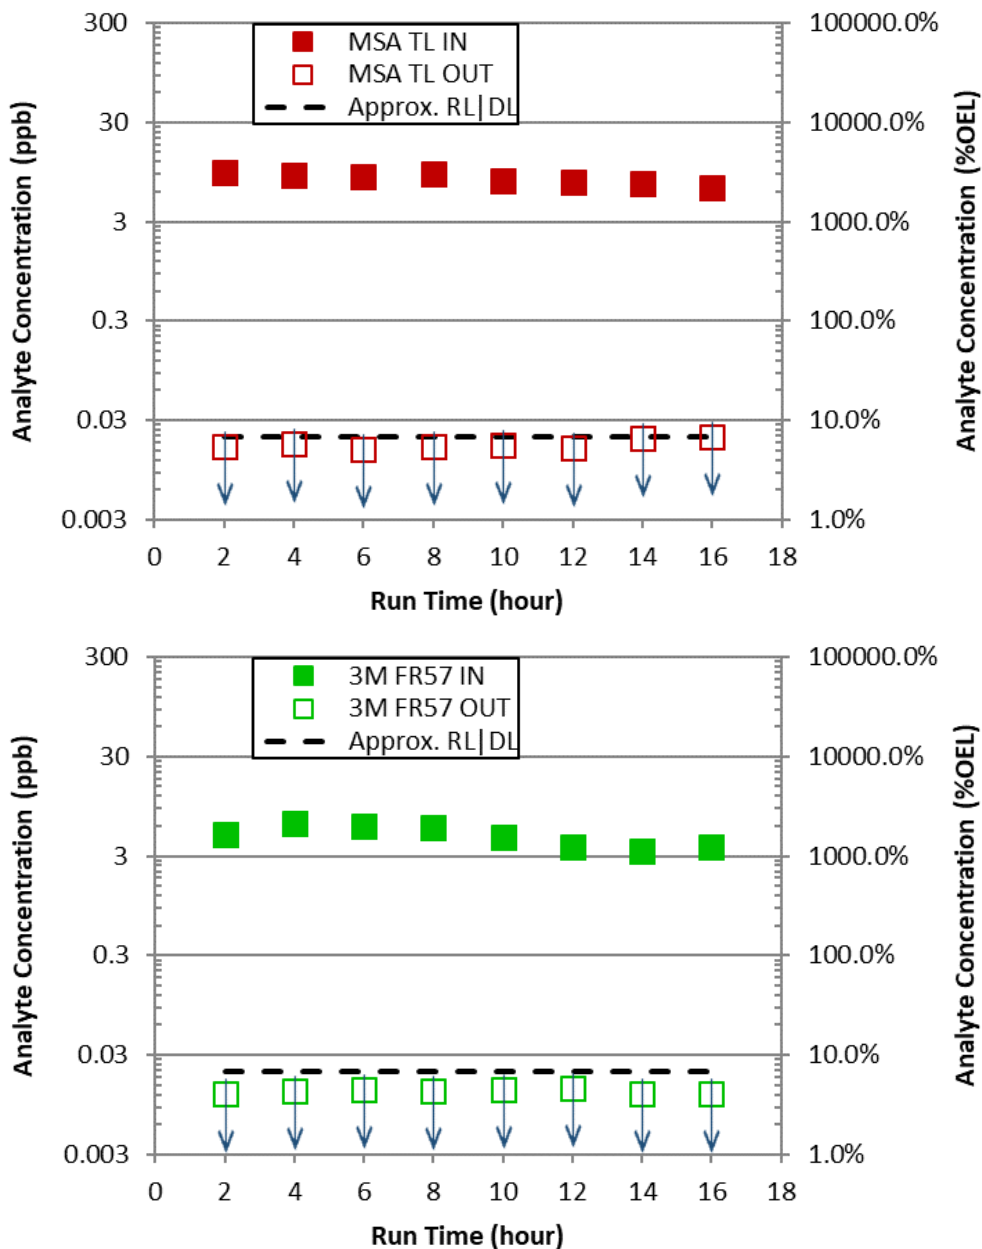 Analyte Concentration (ppb)
300
30
3
0.3
0.03
0.003
MSA TL IN
MSA TL OUT
Approx. RL|DL
100000.0%
10000.0%
1000.0%
100.0%
10.0%
1.0%
Analyte Concentration (%OEL)
0 2 4 6 8 10 12 14 16 18
Run Time (hour)
Analyte Concentration (ppb)
300
30
3
0.3
0.03
0.003
3M FR57 IN
3M FR57 OUT
Approx. RL|DL
100000.0%
10000.0%
1000.0%
100.0%
10.0%
1.0%
Analyte Concentration (%OEL)
0 2 4 6 8 10 12 14 16 18
Run Time (hour)